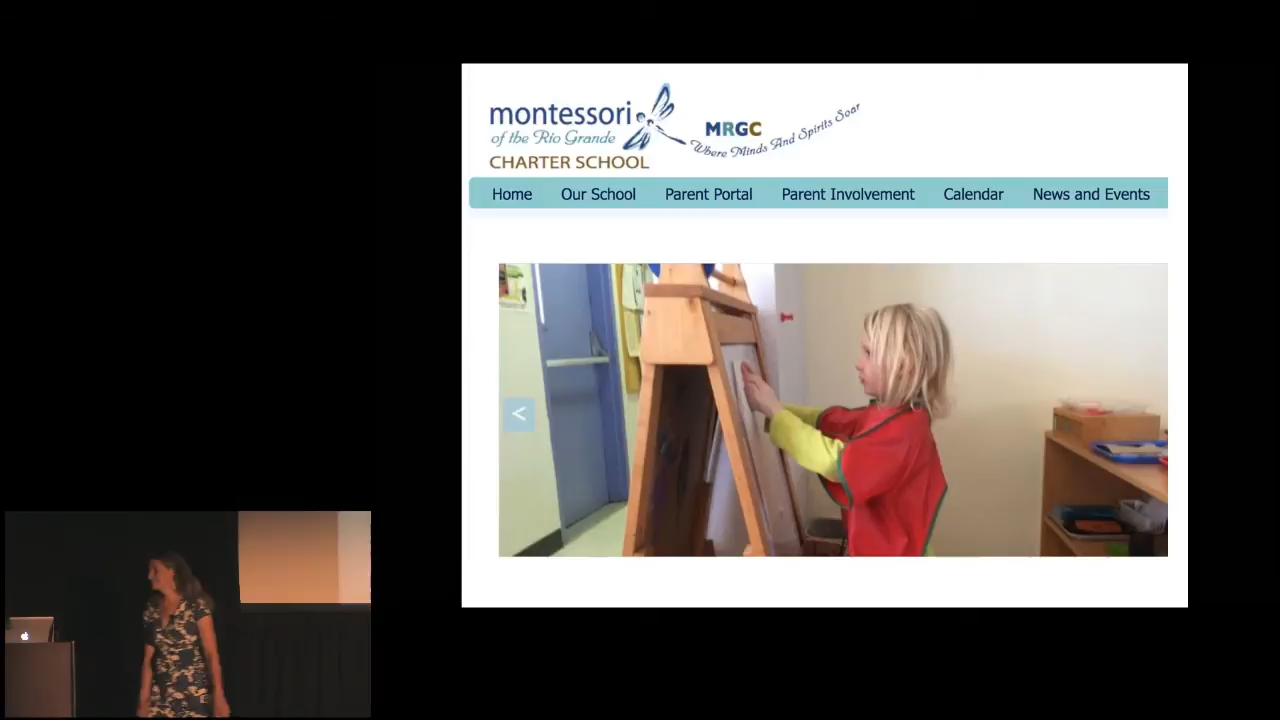 montessori
of the Rio Grande
CHARTER SCHOOL
MRGC
Where Minds And Spirits Soar
Home Our School Parent Portal Parent Involvement Calendar News and Events
<